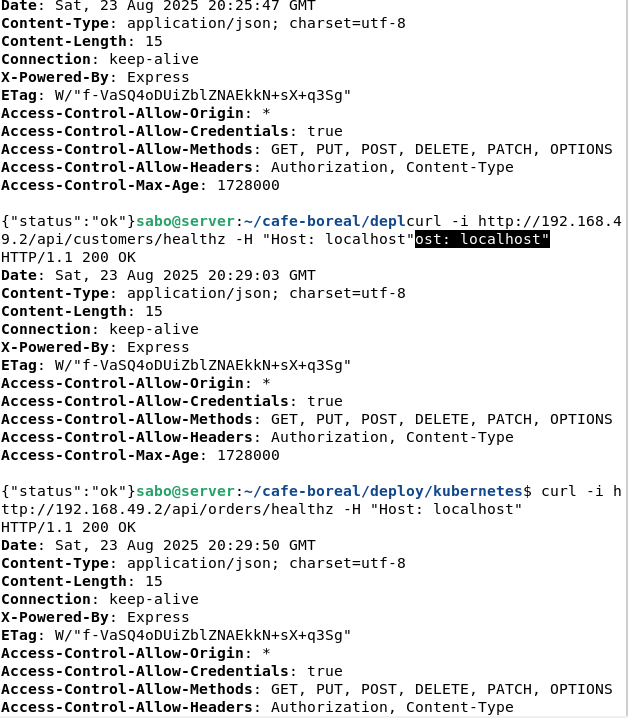 Date: Sat, 23 Aug 2025 20:25:47 GMT
Content-Type: application/json; charset=utf-8
Content-Length: 15
Connection: keep-alive
X-Powered-By: Express
ETag: W/"f-VaSQ4oDUiZblZNAEkkN+sX+q3Sg"
Access-Control-Allow-Origin: *
Access-Control-Allow-Credentials: true
Access-Control-Allow-Methods: GET, PUT, POST, DELETE, PATCH, OPTIONS
Access-Control-Allow-Headers: Authorization, Content-Type
Access-Control-Max-Age: 1728000

{"status":"ok"}sabo@server:~/cafe-boreal/deplcurl -i http://192.168.4
9.2/api/customers/healthz -H "Host: localhost"ost: localhost"
HTTP/1.1 200 OK
Date: Sat, 23 Aug 2025 20:29:03 GMT
Content-Type: application/json; charset=utf-8
Content-Length: 15
Connection: keep-alive
X-Powered-By: Express
ETag: W/"f-VaSQ4oDUiZblZNAEkkN+sX+q3Sg"
Access-Control-Allow-Origin: *
Access-Control-Allow-Credentials: true
Access-Control-Allow-Methods: GET, PUT, POST, DELETE, PATCH, OPTIONS
Access-Control-Allow-Headers: Authorization, Content-Type
Access-Control-Max-Age: 1728000

{"status":"ok"}sabo@server:~/cafe-boreal/deploy/kubernetes$ curl -i h
ttp://192.168.49.2/api/orders/healthz -H "Host: localhost"
HTTP/1.1 200 OK
Date: Sat, 23 Aug 2025 20:29:50 GMT
Content-Type: application/json; charset=utf-8
Content-Length: 15
Connection: keep-alive
X-Powered-By: Express
ETag: W/"f-VaSQ4oDUiZblZNAEkkN+sX+q3Sg"
Access-Control-Allow-Origin: *
Access-Control-Allow-Credentials: true
Access-Control-Allow-Methods: GET, PUT, POST, DELETE, PATCH, OPTIONS
Access-Control-Allow-Headers: Authorization, Content-Type